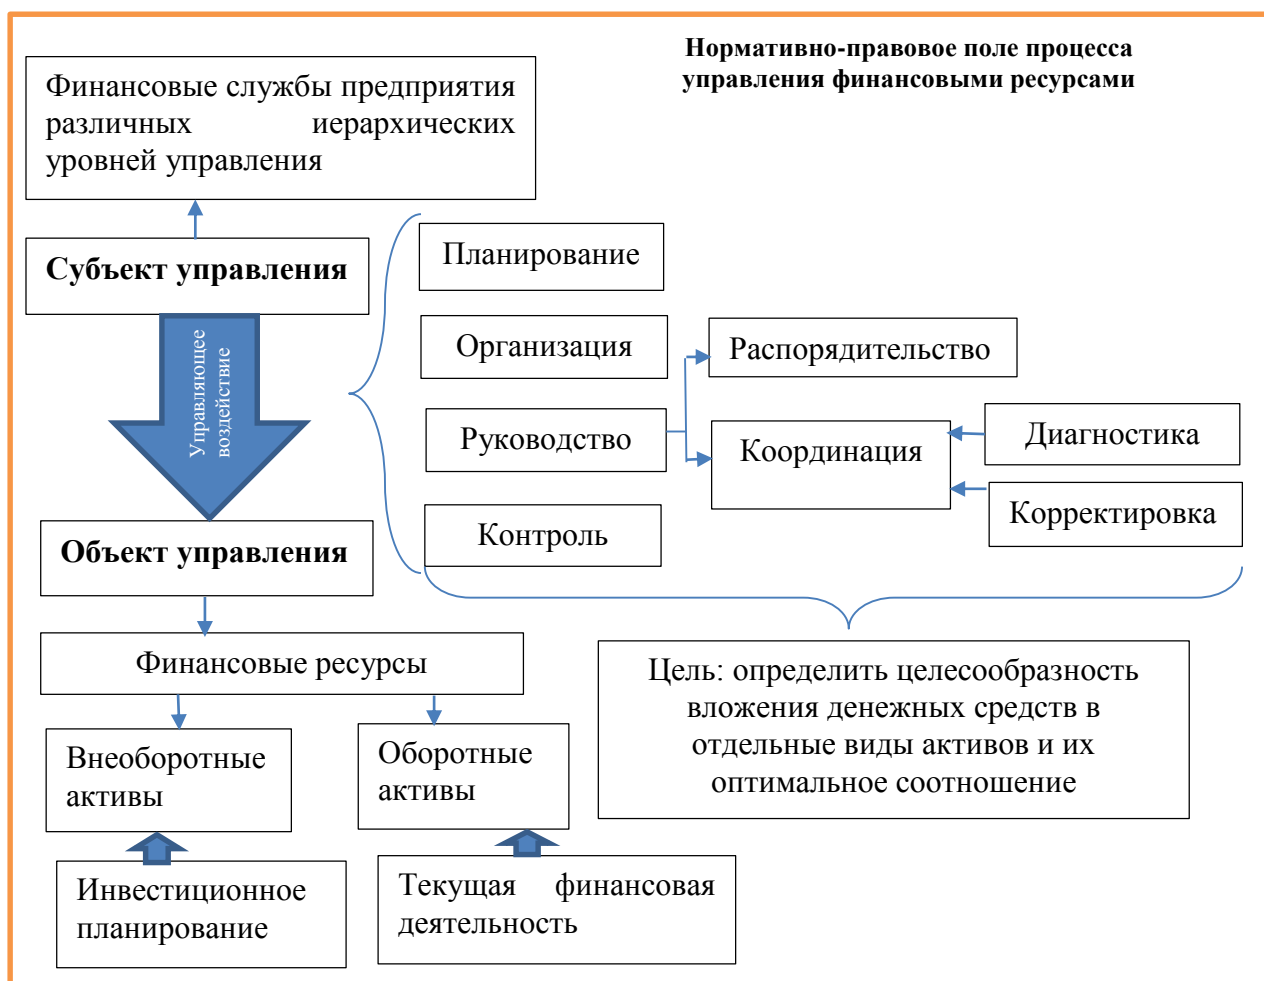 Нормативно-правовое поле процесса
управления финансовыми ресурсами
Финансовые службы предприятия
различных иерархических
уровней управления
Субъект управления
Управляющее
воздействие
Планирование
Организация
Распорядительство
Руководство
Координация
Диагностика
Корректировка
Контроль
Объект управления
Финансовые ресурсы
Цель: определить целесообразность
вложения денежных средств в
отдельные виды активов и их
оптимальное соотношение
Внеоборотные
активы
Оборотные
активы
Инвестиционное
планирование
Текущая финансовая
деятельность